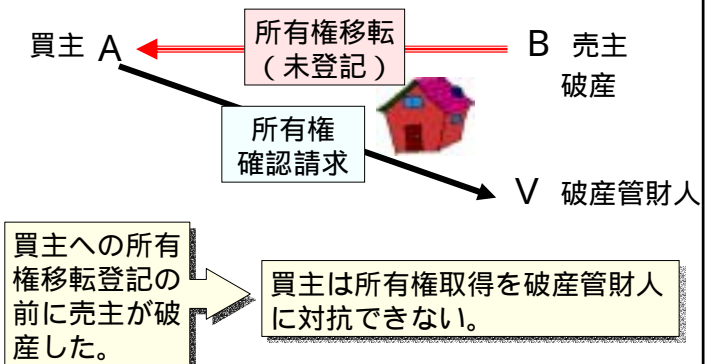 買主 A
所有権移転
(未登記)
B 売主
破産
所有権
確認請求
V 破産管財人
買主への所有
権移転登記の
前に売主が破
産した。
買主は所有権取得を破産管財人
に対抗できない。